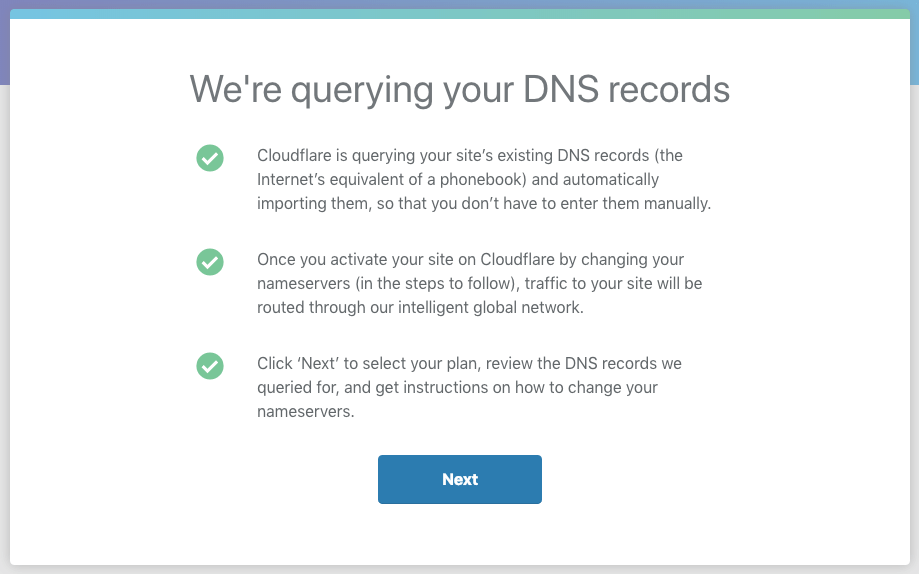 We're querying your DNS records
Cloudflare is querying your site’s existing DNS records (the
Internet’s equivalent of a phonebook) and automatically
importing them, so that you don’t have to enter them manually.
Once you activate your site on Cloudflare by changing your
nameservers (in the steps to follow), traffic to your site will be
routed through our intelligent global network.
Click ‘Next’ to select your plan, review the DNS records we
queried for, and get instructions on how to change your
nameservers.
Next